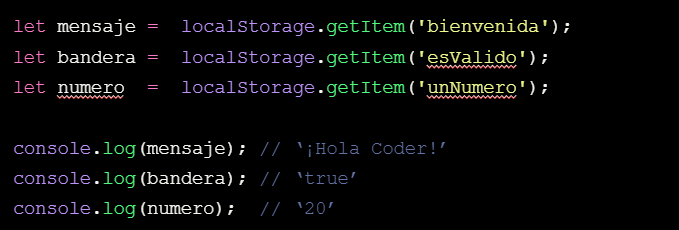 let mensaje =  localStorage.getItem('bienvenida');
let bandera =  localStorage.getItem('esValido');
let numero  =  localStorage.getItem('unNumero');
console.log(mensaje); // ‘¡Hola Coder!’
console.log(bandera); // ‘true’
console.log(numero);  // ‘20’